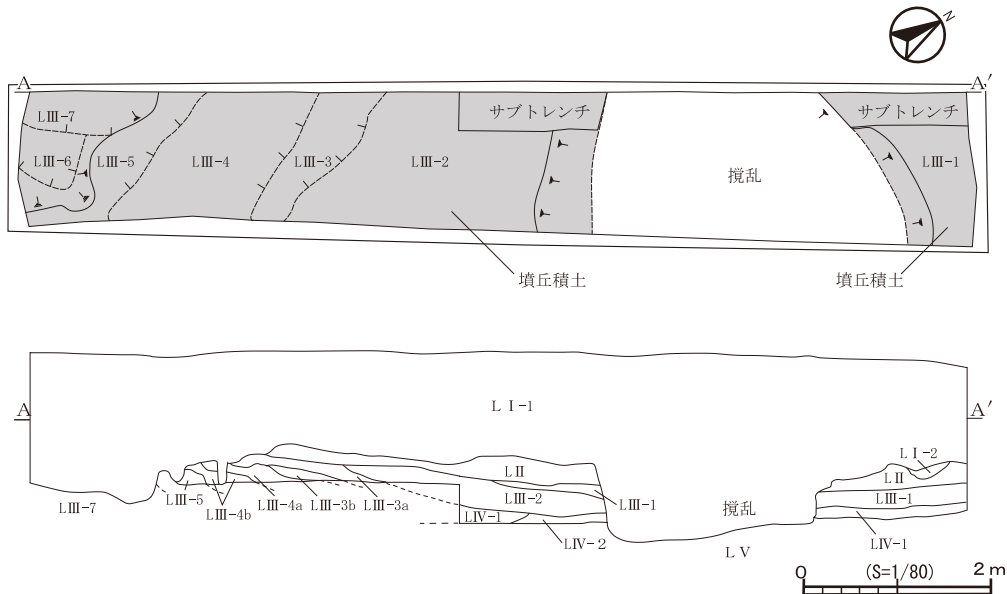 N
A
A′
LⅢ-7
LⅢ-6
LⅢ-5
LⅢ-4
LⅢ-3
LⅢ-2
サブトレンチ
撹乱
サブトレンチ
LⅢ-1
墳丘積土
墳丘積土
A
A′
LⅠ-1
LⅠ-2
LⅡ
LⅡ
LⅢ-1
LⅢ-2
LⅢ-1
撹乱
LⅢ-7
LⅢ-5
LⅢ-4b
LⅢ-4a
LⅢ-3b
LⅢ-3a
LⅣ-1
LⅣ-2
LⅣ-1
LⅤ
0 (S=1/80) 2m